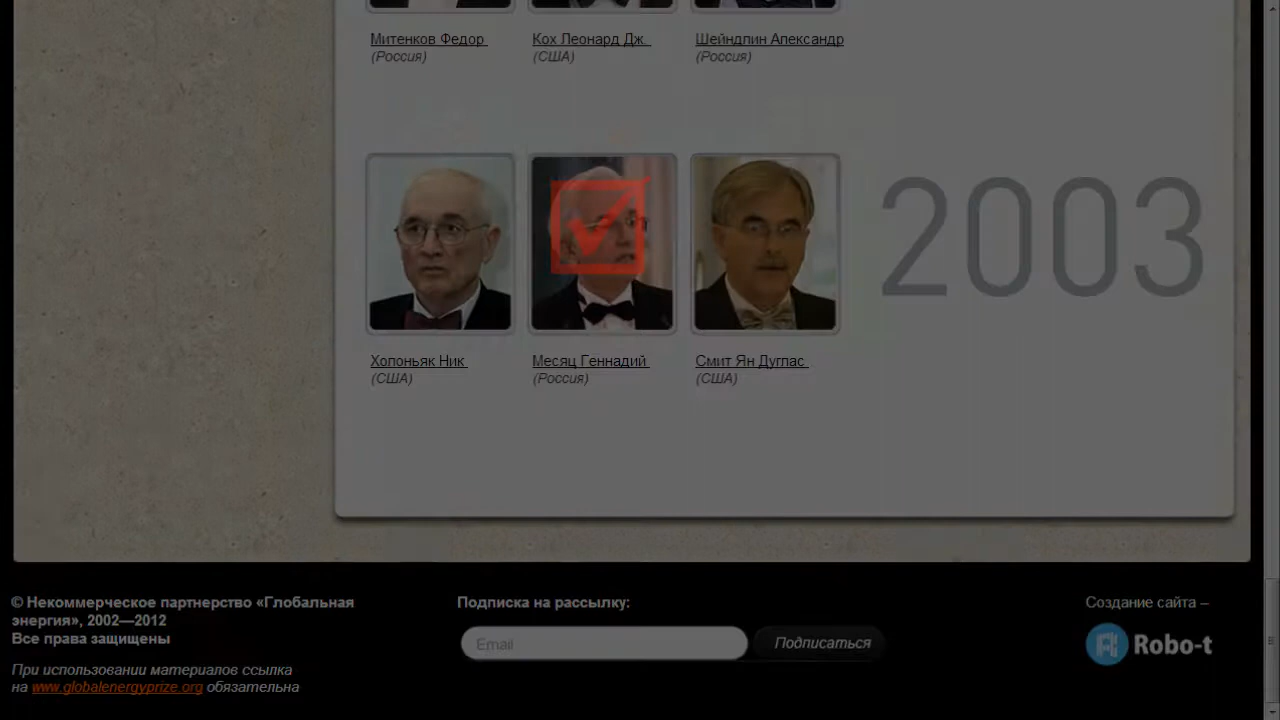 Митенков Федор
(Россия)
Кох Леонард Дж.
(США)
Шейндлин Александр
(Россия)
2003
Холоньяк Ник
(США)
Месяц Геннадий
(Россия)
Смит Ян Дуглас
(США)
© Некоммерческое партнерство «Глобальная
энергия», 2002—2012
Все права защищены
При использовании материалов ссылка
на www.globalenergyprize.org обязательна
Подписка на рассылку:
Email
Подписаться
Создание сайта –
Robo-t